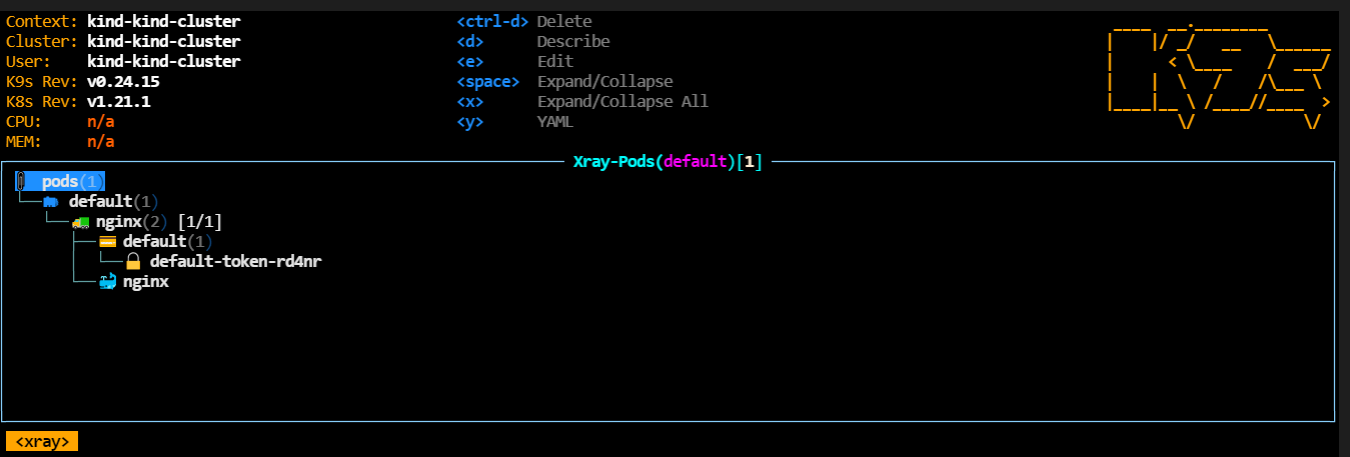 Context: kind-kind-cluster <ctrl-d> Delete
Cluster: kind-kind-cluster <d> Describe
User: kind-kind-cluster <e> Edit
K9s Rev: v0.24.15 <space> Expand/Collapse
K8s Rev: v1.21.1 <x> Expand/Collapse All
CPU: n/a <y> YAML
MEM: n/a
Xray-Pods(default)[1]
pods(1)
default(1)
nginx(2) [1/1]
default(1)
default-token-rd4nr
nginx
<xray>